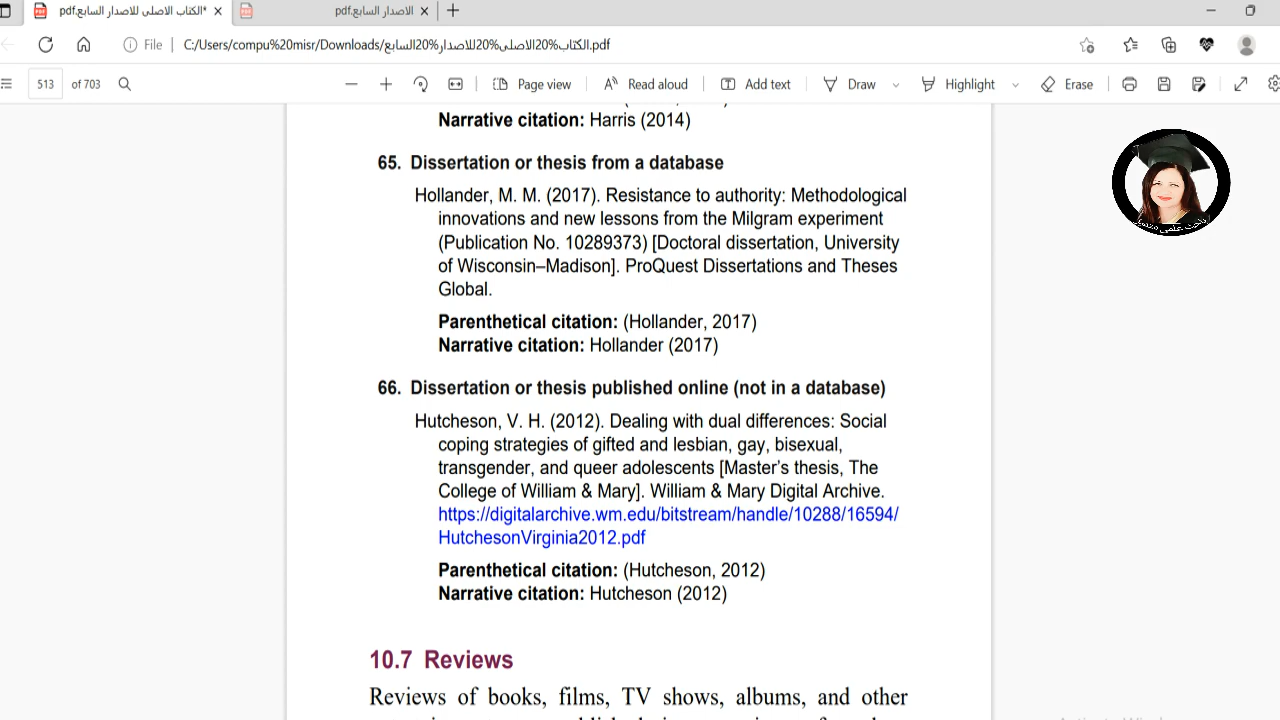 الكتاب الاصلى للاصدار السابع.pdf*
الاصدار السابع.pdf
File | C:/Users/compu%20misr/Downloads/الكتاب%20الاصلى%20للاصدار%20السابع.pdf
513 of 703 Page view Read aloud Add text Draw Highlight Erase
Narrative citation: Harris (2014)
65. Dissertation or thesis from a database
Hollander, M. M. (2017). Resistance to authority: Methodological
innovations and new lessons from the Milgram experiment
(Publication No. 10289373) [Doctoral dissertation, University
of Wisconsin–Madison]. ProQuest Dissertations and Theses
Global.
Parenthetical citation: (Hollander, 2017)
Narrative citation: Hollander (2017)
66. Dissertation or thesis published online (not in a database)
Hutcheson, V. H. (2012). Dealing with dual differences: Social
coping strategies of gifted and lesbian, gay, bisexual,
transgender, and queer adolescents [Master's thesis, The
College of William & Mary]. William & Mary Digital Archive.
https://digitalarchive.wm.edu/bitstream/handle/10288/16594/
HutchesonVirginia2012.pdf
Parenthetical citation: (Hutcheson, 2012)
Narrative citation: Hutcheson (2012)
10.7 Reviews
Reviews of books, films, TV shows, albums, and other